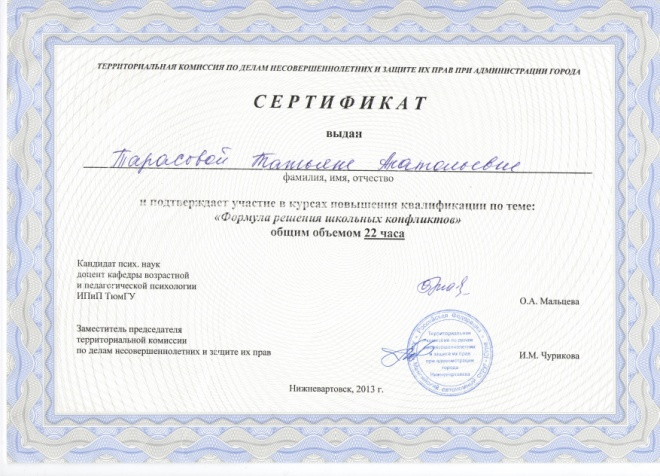 ТЕРРИТОРИАЛЬНАЯ КОМИССИЯ ПО ДЕЛАМ НЕСОВЕРШЕННОЛЕТНИХ И ЗАЩИТЕ ИХ ПРАВ ПРИ АДМИНИСТРАЦИИ ГОРОДА
СЕРТИФИКАТ
выдан
Тарасовой Татьяне Анатольевне
фамилия, имя, отчество
и подтверждает участие в курсах повышения квалификации по теме:
«Формула решения школьных конфликтов»
общим объемом 22 часа
Кандидат псих. наук
доцент кафедры возрастной
и педагогической психологии
ИПиП ТюмГУ
О.А. Мальцева
Заместитель председателя
территориальной комиссии
по делам несовершеннолетних и защите их прав
И.М. Чурикова
Российская Федерация
Территориальная
комиссия по делам
несовершеннолетних
и защите их прав
при администрации
города
Нижневартовска
Нижневартовск, 2013 г.